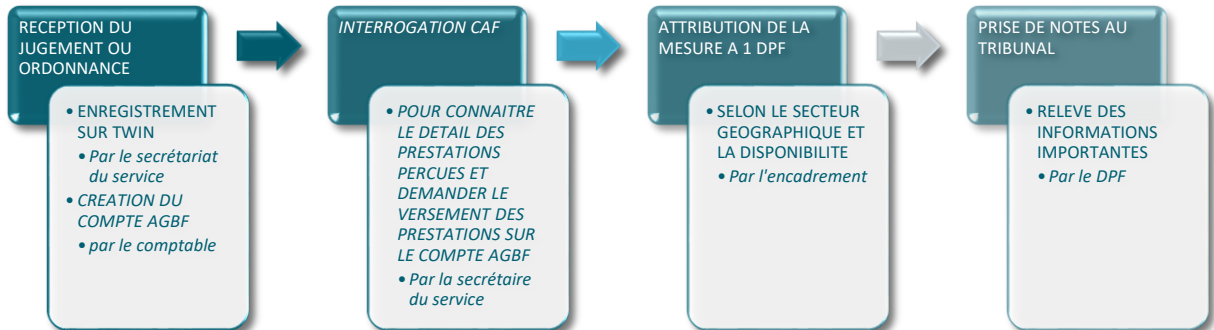 RECEPTION DU
JUGEMENT OU
ORDONNANCE
• ENREGISTREMENT
SUR TWIN
• Par le secrétariat
du service
• CREATION DU
COMPTE AGBF
• par le comptable
INTERROGATION CAF
• POUR CONNAITRE
LE DETAIL DES
PRESTATIONS
PERCUES ET
DEMANDER LE
VERSEMENT DES
PRESTATIONS SUR
LE COMPTE AGBF
• Par la secrétaire
du service
ATTRIBUTION DE LA
MESURE A 1 DPF
• SELON LE SECTEUR
GEOGRAPHIQUE ET
LA DISPONIBILITE
• Par l'encadrement
PRISE DE NOTES AU
TRIBUNAL
• RELEVE DES
INFORMATIONS
IMPORTANTES
• Par le DPF